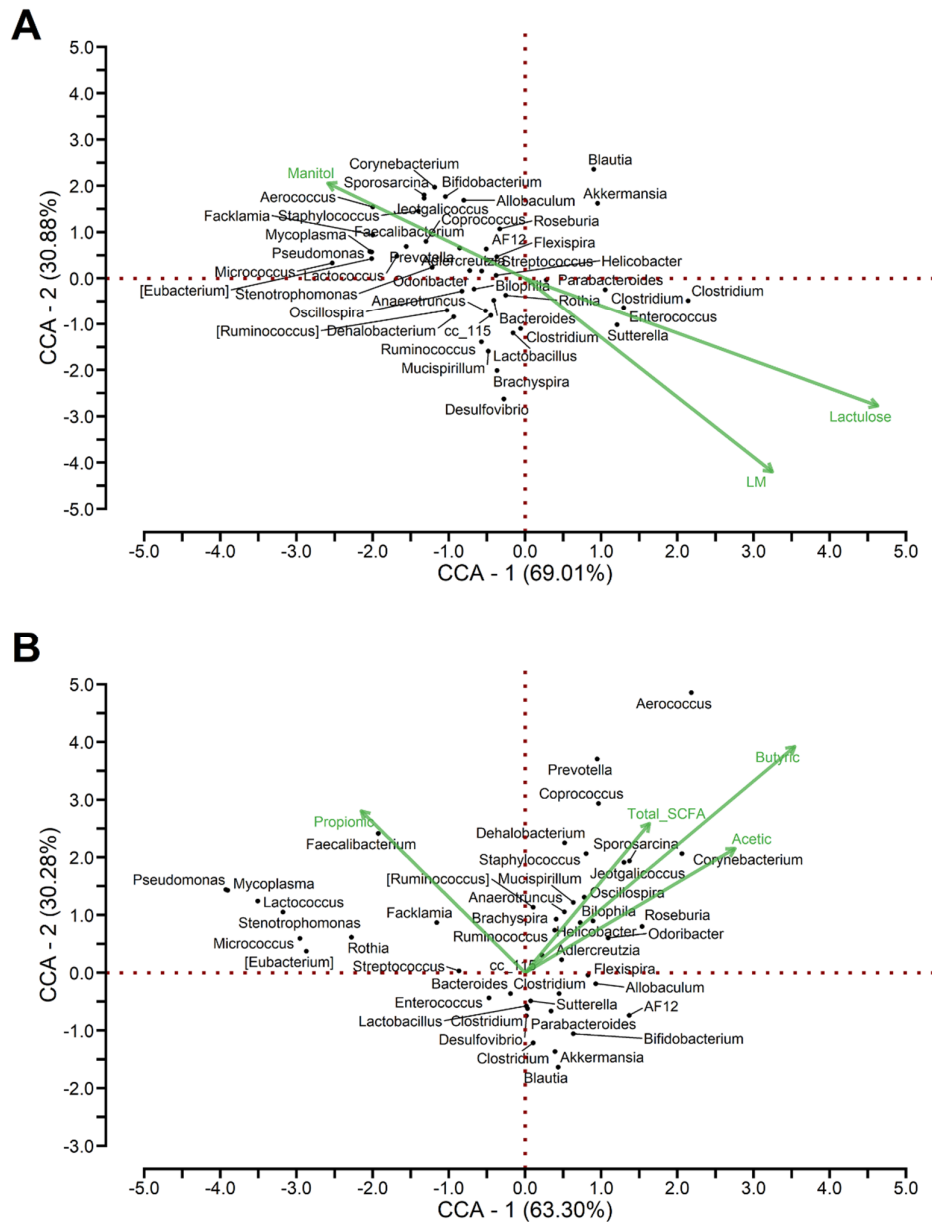 A
5.0
4.0
3.0
2.0
1.0
0.0
-1.0
-2.0
-3.0
-4.0
-5.0
CCA - 2 (30.88%)
Blautia
Corynebacterium
Manitol
Sporosarcina
Bifidobacterium
Akkermansia
Aerococcus
Allobaculum
Jeotgalicoccus
Facklamia
Staphylococcus
Coprococcus
Roseburia
Mycoplasma
Faecalibacterium
AF12
Flexispira
Pseudomonas
Prevotella
Adlercreutzia
Streptococcus
Helicobacter
Micrococcus
Lactococcus
[Eubacterium]
Stenotrophomonas
Odoribacter
Bilophila
Parabacteroides
Clostridium
Anaerotruncus
Rothia
Clostridium
Oscillospira
Bacteroides
Enterococcus
[Ruminococcus]
Dehalobacterium
cc_115
Clostridium
Sutterella
Ruminococcus
Lactobacillus
Mucispirillum
Brachyspira
Desulfovibrio
Lactulose
LM
-5.0 -4.0 -3.0 -2.0 -1.0 0.0 1.0 2.0 3.0 4.0 5.0
CCA - 1 (69.01%)
B
5.0
4.0
3.0
2.0
1.0
0.0
-1.0
-2.0
-3.0
CCA - 2 (30.28%)
Aerococcus
Butyric
Prevotella
Coprococcus
Propionic
Total_SCFA
Faecalibacterium
Dehalobacterium
Sporosarcina
Acetic
Staphylococcus
Corynebacterium
Jeotgalicoccus
Pseudomonas
Mycoplasma
[Ruminococcus]
Mucispirillum
Lactococcus
Anaerotruncus
Oscillospira
Stenotrophomonas
Facklamia
Brachyspira
Bilophila
Roseburia
Micrococcus
Rothia
Ruminococcus
Helicobacter
Odoribacter
[Eubacterium]
Adlercreutzia
Streptococcus
cc_115
Flexispira
Bacteroides
Clostridium
Allobaculum
Enterococcus
Sutterella
AF12
Lactobacillus
Clostridium
Parabacteroides
Desulfovibrio
Bifidobacterium
Clostridium
Akkermansia
Blautia
-5.0 -4.0 -3.0 -2.0 -1.0 0.0 1.0 2.0 3.0 4.0 5.0
CCA - 1 (63.30%)